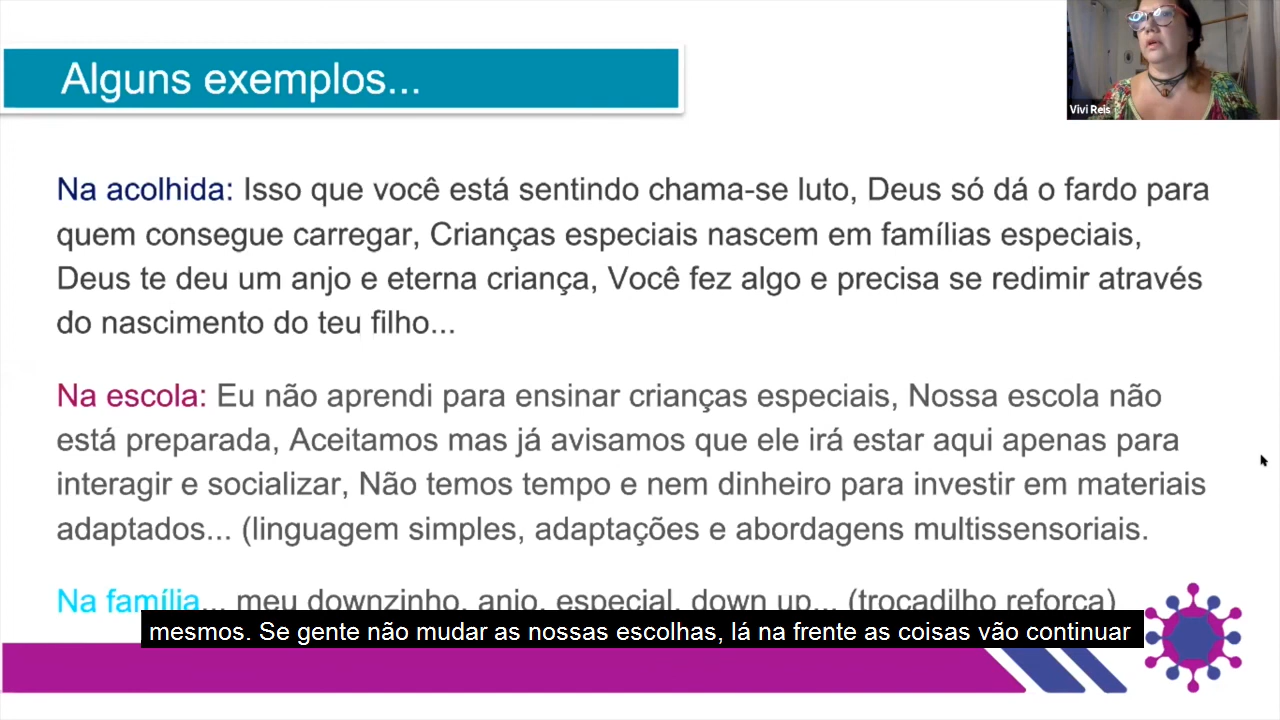 Alguns exemplos...
Vivi Reis
Na acolhida: Isso que você está sentindo chama-se luto, Deus só dá o fardo para
quem consegue carregar, Crianças especiais nascem em famílias especiais,
Deus te deu um anjo e eterna criança, Você fez algo e precisa se redimir através
do nascimento do teu filho...
Na escola: Eu não aprendi para ensinar crianças especiais, Nossa escola não
está preparada, Aceitamos mas já avisamos que ele irá estar aqui apenas para
interagir e socializar, Não temos tempo e nem dinheiro para investir em materiais
adaptados... (linguagem simples, adaptações e abordagens multissensoriais.
Na família... meu downzinho, anjo, especial, down up... (trocadilho reforça)
mesmos. Se gente não mudar as nossas escolhas, lá na frente as coisas vão continuar